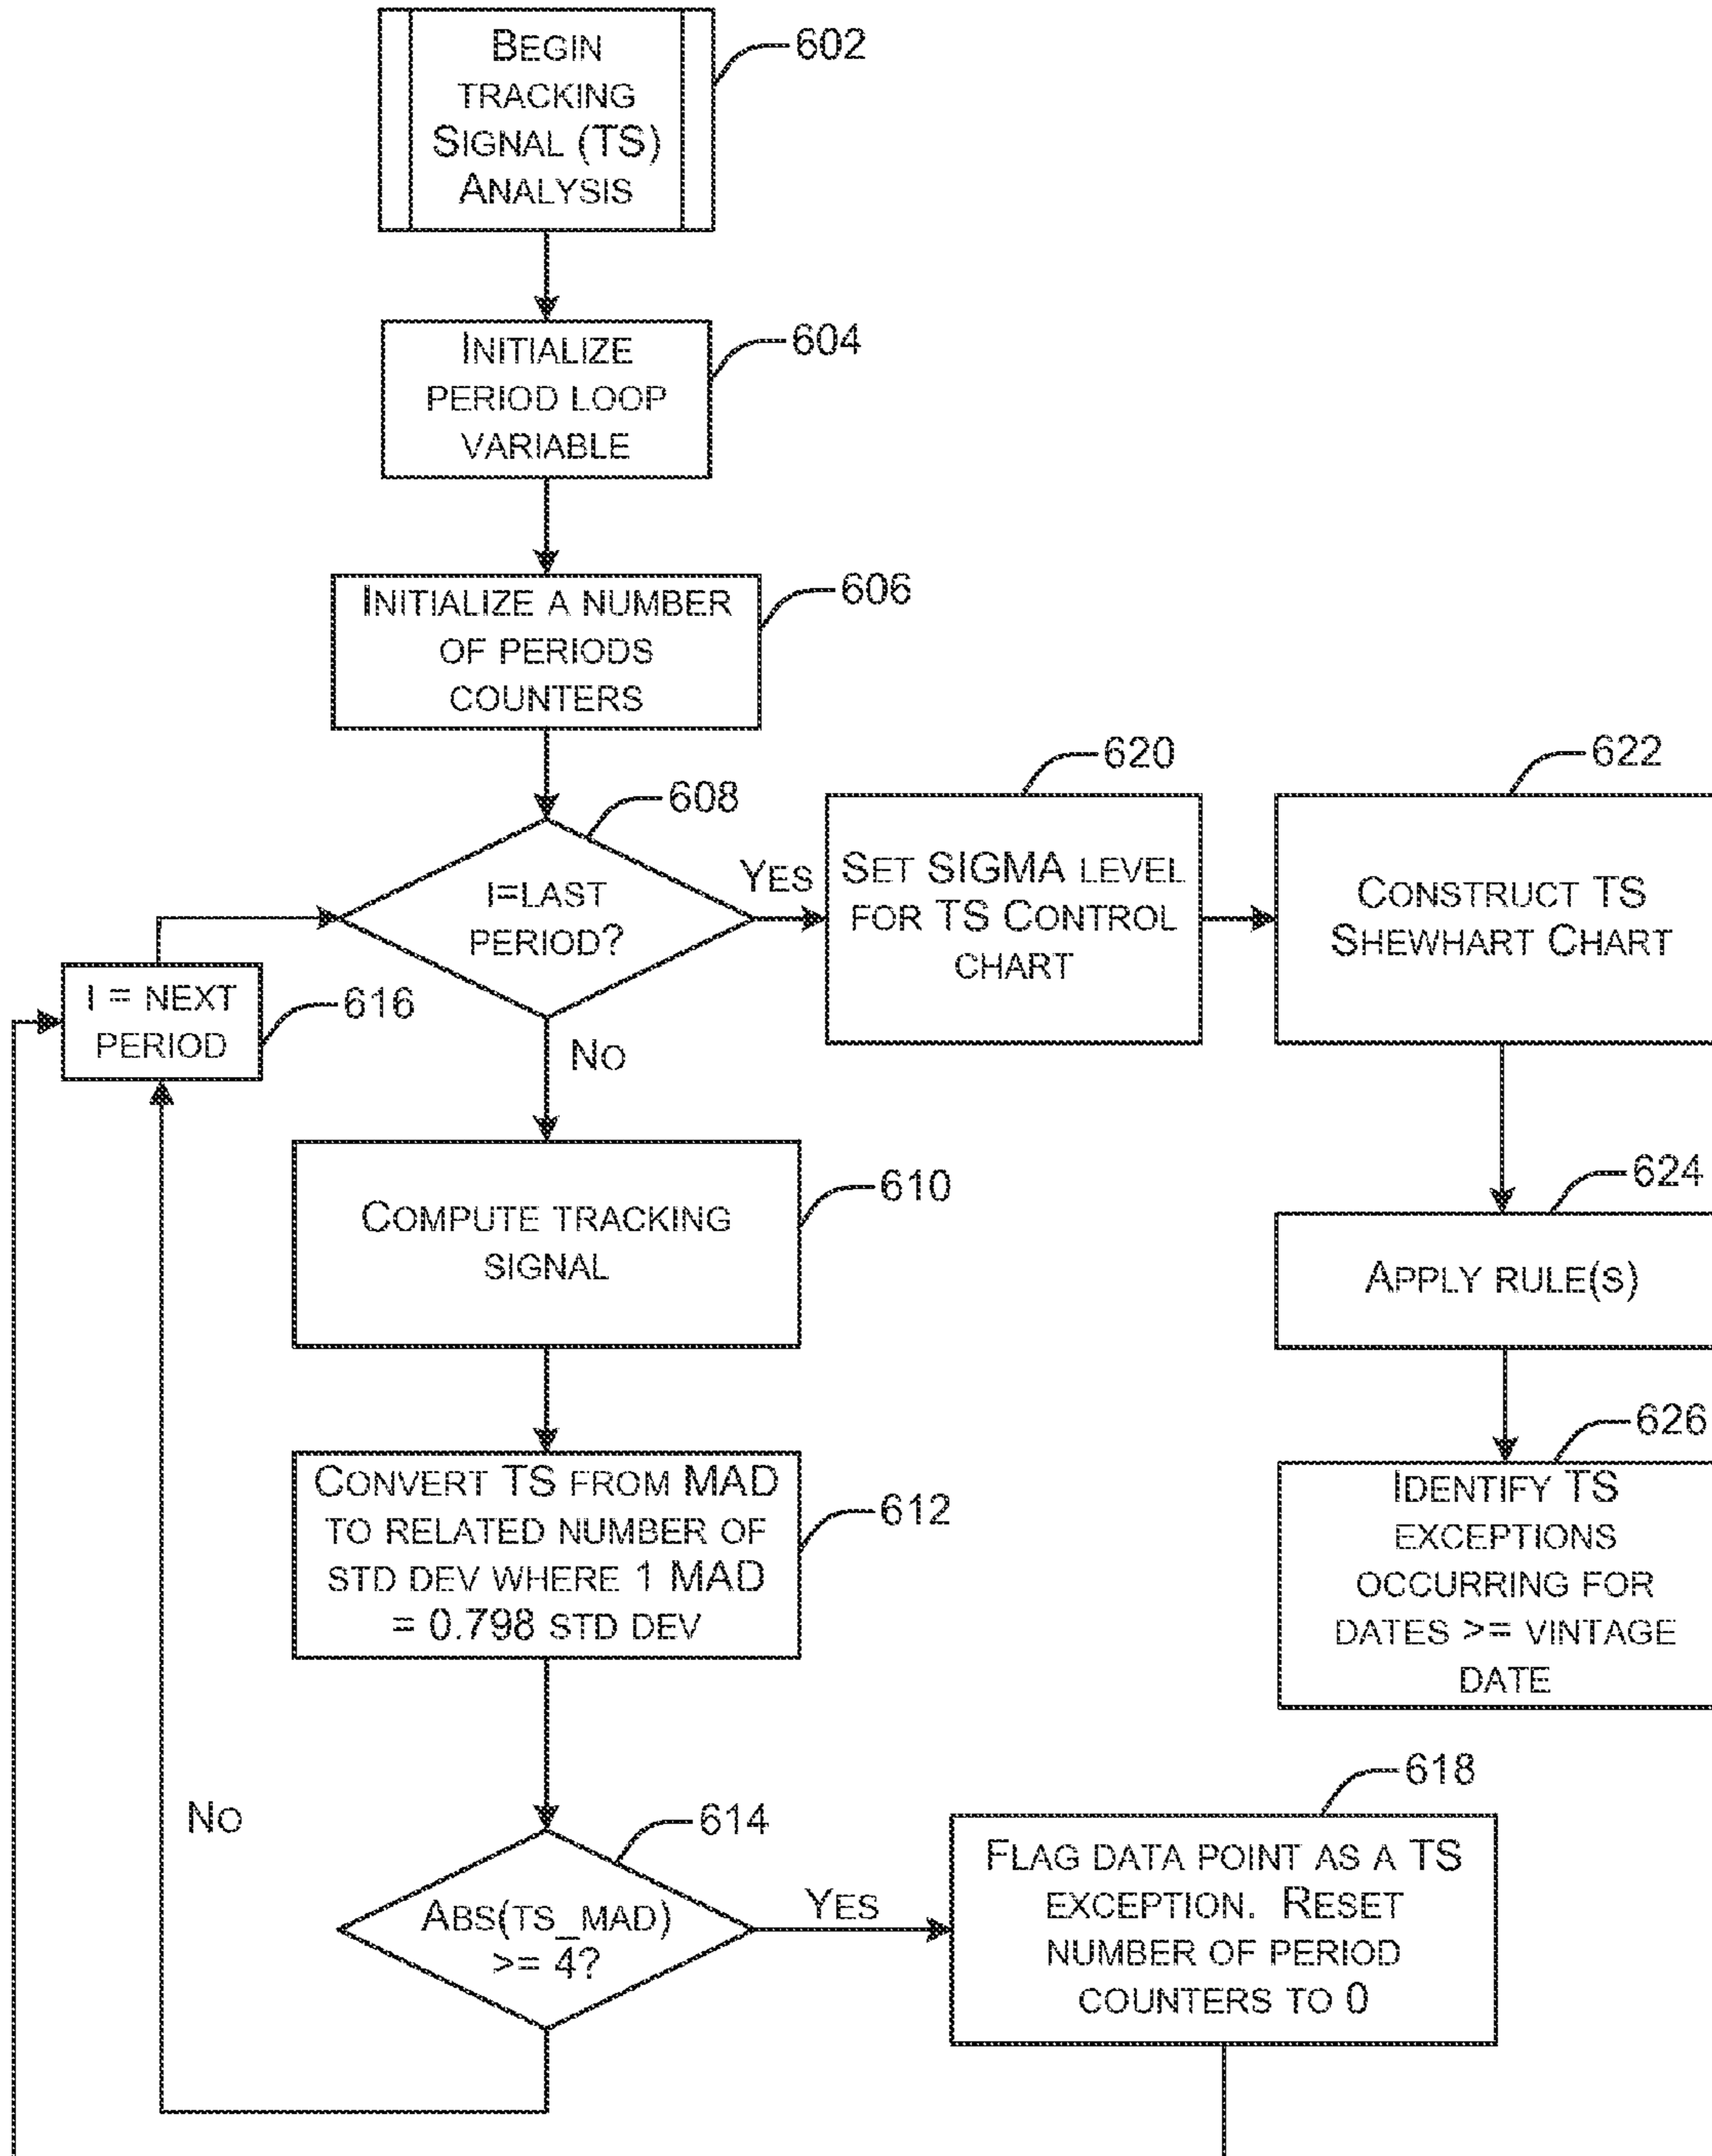 BEGIN
TRACKING
SIGNAL (TS)
ANALYSIS
602
INITIALIZE
PERIOD LOOP
VARIABLE
604
INITIALIZE A NUMBER
OF PERIODS
COUNTERS
606
I=LAST
PERIOD?
608
YES
NO
SET SIGMA LEVEL
FOR TS CONTROL
CHART
620
CONSTRUCT TS
SHEWHART CHART
622
I = NEXT
PERIOD
616
COMPUTE TRACKING
SIGNAL
610
APPLY RULE(S)
624
CONVERT TS FROM MAD
TO RELATED NUMBER OF
STD DEV WHERE 1 MAD
= 0.798 STD DEV
612
IDENTIFY TS
EXCEPTIONS
OCCURRING FOR
DATES >= VINTAGE
DATE
626
ABS(TS_MAD)
>= 4?
614
NO
YES
FLAG DATA POINT AS A TS
EXCEPTION. RESET
NUMBER OF PERIOD
COUNTERS TO 0
618